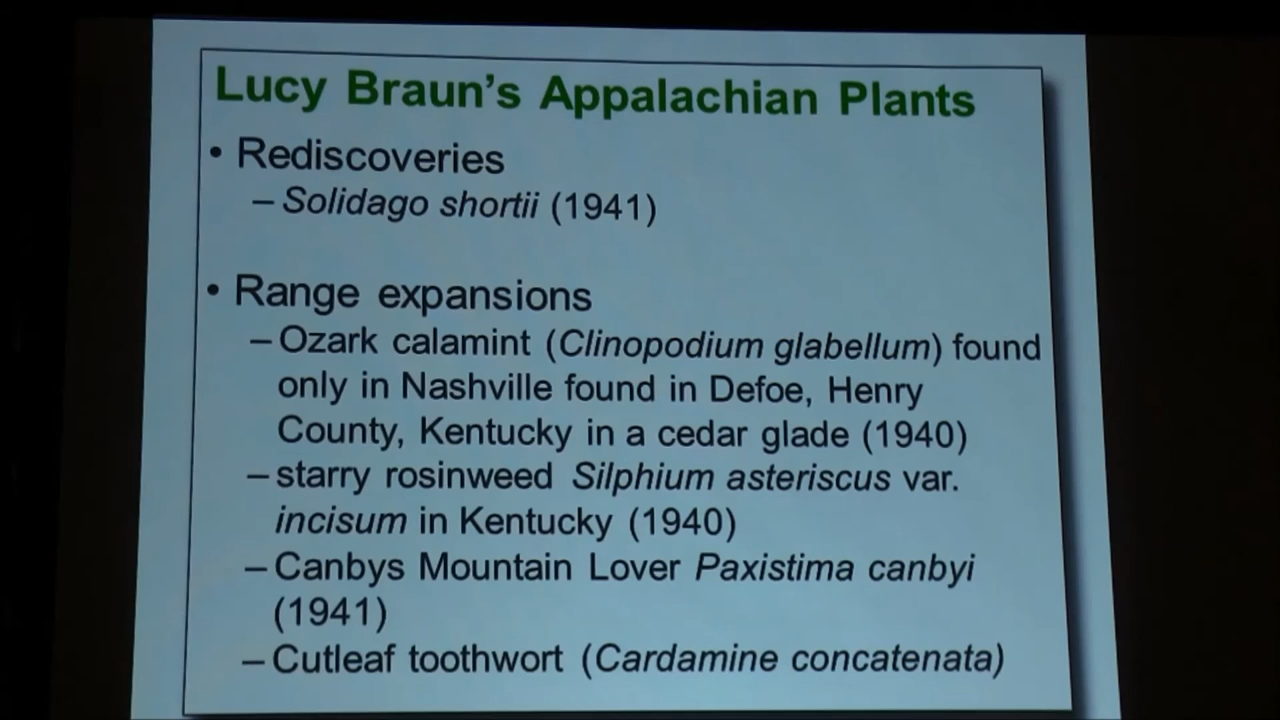 Lucy Braun's Appalachian Plants
• Rediscoveries
– Solidago shortii (1941)
• Range expansions
– Ozark calamint (Clinopodium glabellum) found
only in Nashville found in Defoe, Henry
County, Kentucky in a cedar glade (1940)
– starry rosinweed Silphium asteriscus var.
incisum in Kentucky (1940)
– Canbys Mountain Lover Paxistima canbyi
(1941)
– Cutleaf toothwort (Cardamine concatenata)